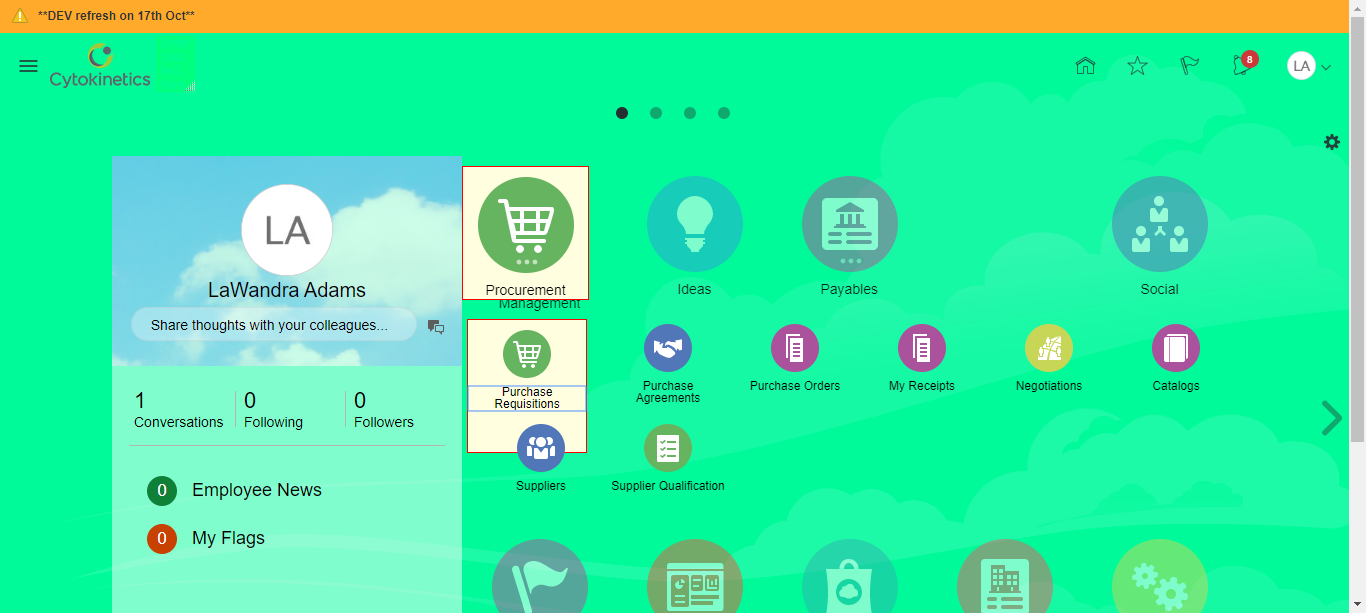 **DEV refresh on 17th Oct**
Cytokinetics
8
LA
LA
LaWandra Adams
Share thoughts with your colleagues...
1
Conversations
0
Following
0
Followers
0
Employee News
0
My Flags
Procurement
Management
Ideas
Payables
Social
Purchase
Requisitions
Purchase
Agreements
Purchase Orders
My Receipts
Negotiations
Catalogs
Suppliers
Supplier Qualification